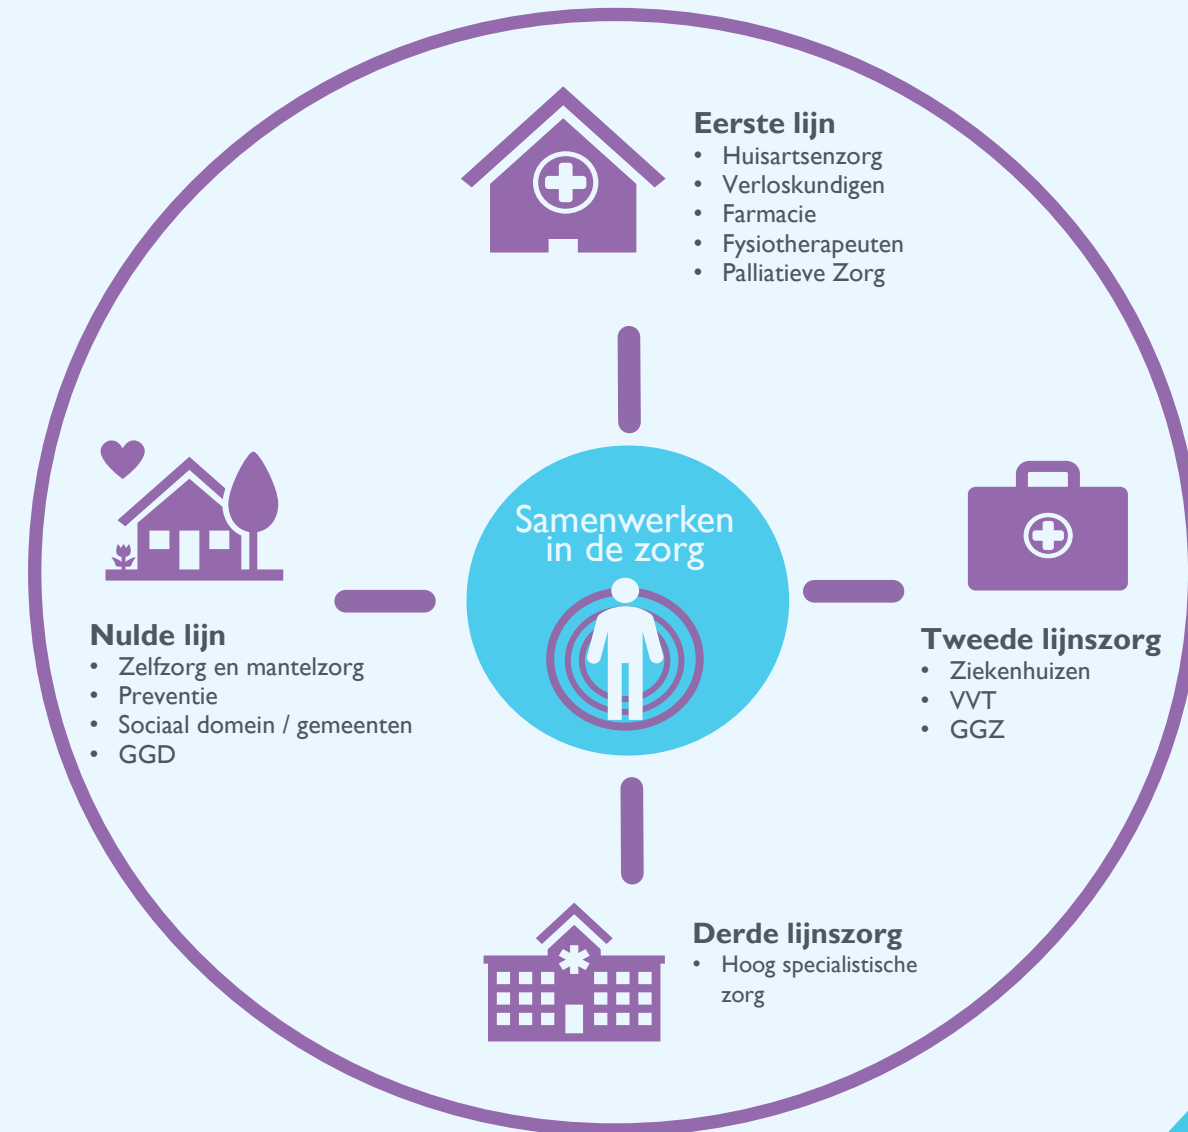 Eerste lijn
• Huisartsenzorg
• Verloskundigen
• Farmacie
• Fysiotherapeuten
• Palliatieve Zorg
Samenwerken
in de zorg
Nulde lijn
• Zelfzorg en mantelzorg
• Preventie
• Sociaal domein / gemeenten
• GGD
Tweede lijnszorg
• Ziekenhuizen
• VVT
• GGZ
Derde lijnszorg
• Hoog specialistische
zorg